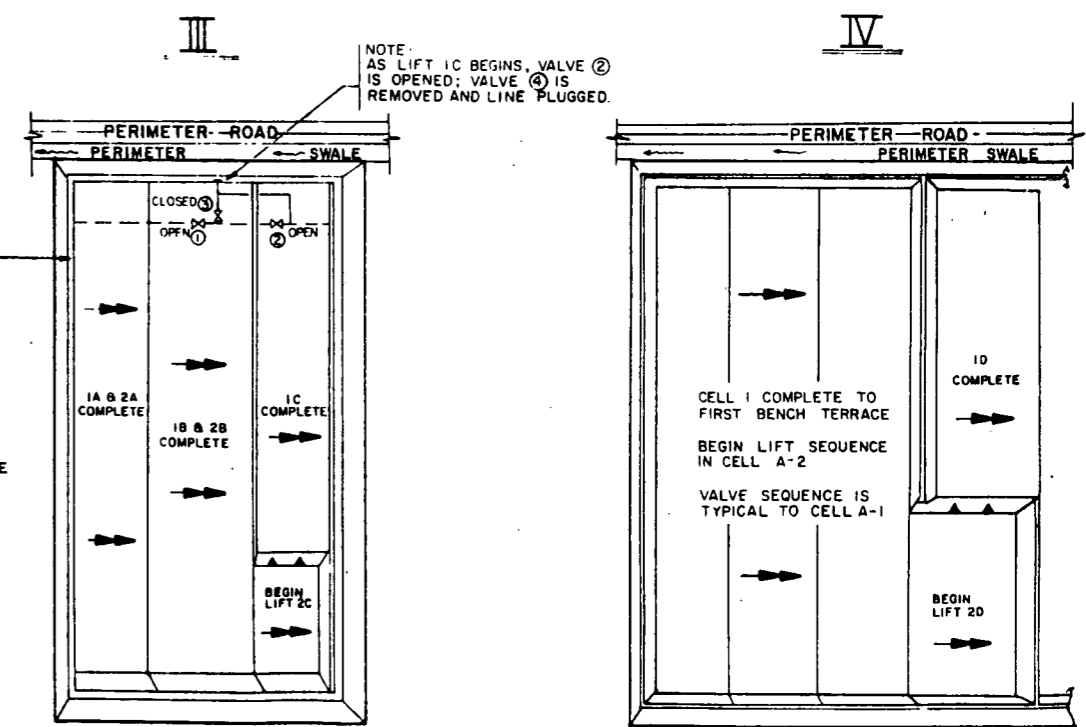 III
IV
NOTE:
AS LIFT 1C BEGINS, VALVE ②
IS OPENED; VALVE ④ IS
REMOVED AND LINE PLUGGED.
PERIMETER ROAD
PERIMETER SWALE
CLOSED ③
OPEN ① ② OPEN
1A & 2A
COMPLETE
1B & 2B
COMPLETE
1C
COMPLETE
BEGIN
LIFT 2C
PERIMETER ROAD
PERIMETER SWALE
CELL 1 COMPLETE TO
FIRST BENCH TERRACE
BEGIN LIFT SEQUENCE
IN CELL A-2
VALVE SEQUENCE IS
TYPICAL TO CELL A-1
1D
COMPLETE
BEGIN
LIFT 2D